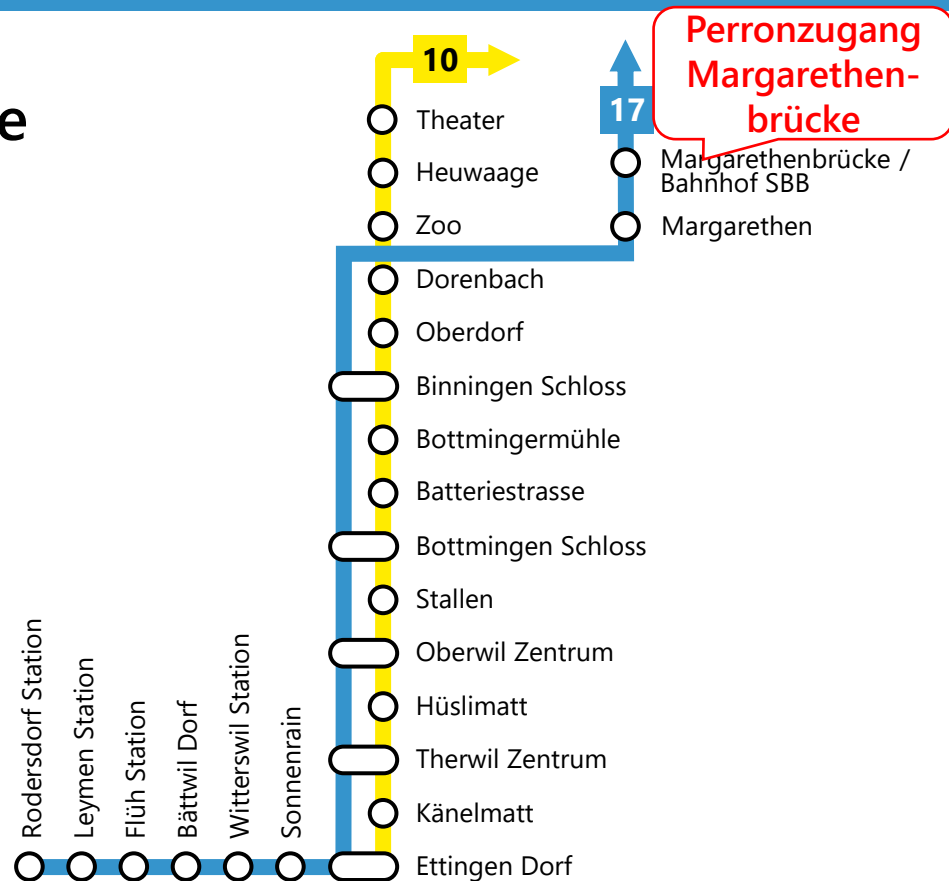 e
10
17
Perronzugang
Margarethen-
brücke
Theater
Heuwaage
Zoo
Margarethenbrücke /
Bahnhof SBB
Margarethen
Dorenbach
Oberdorf
Binningen Schloss
Bottmingermühle
Batteriestrasse
Bottmingen Schloss
Stallen
Oberwil Zentrum
Hüslimatt
Therwil Zentrum
Känelmatt
Ettingen Dorf
Rodersdorf Station
Leymen Station
Flüh Station
Bättwil Dorf
Witterswil Station
Sonnenrain